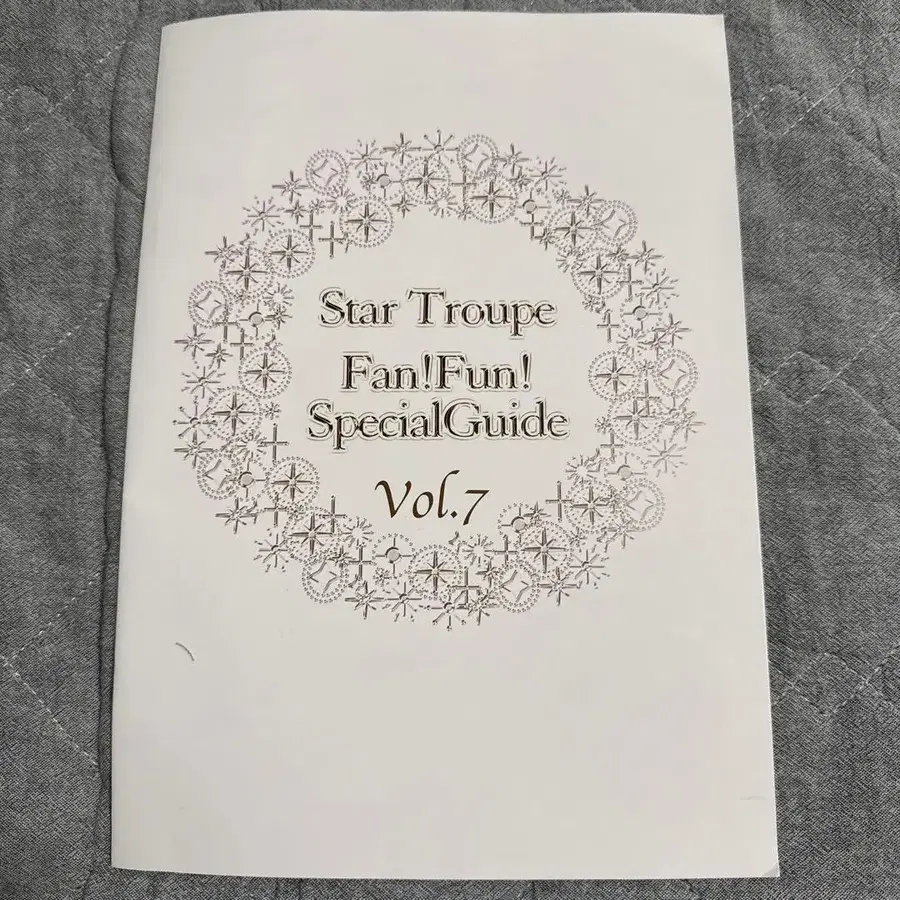 Star Troupe
Fan!Fun!
SpecialGuide
Vol.7